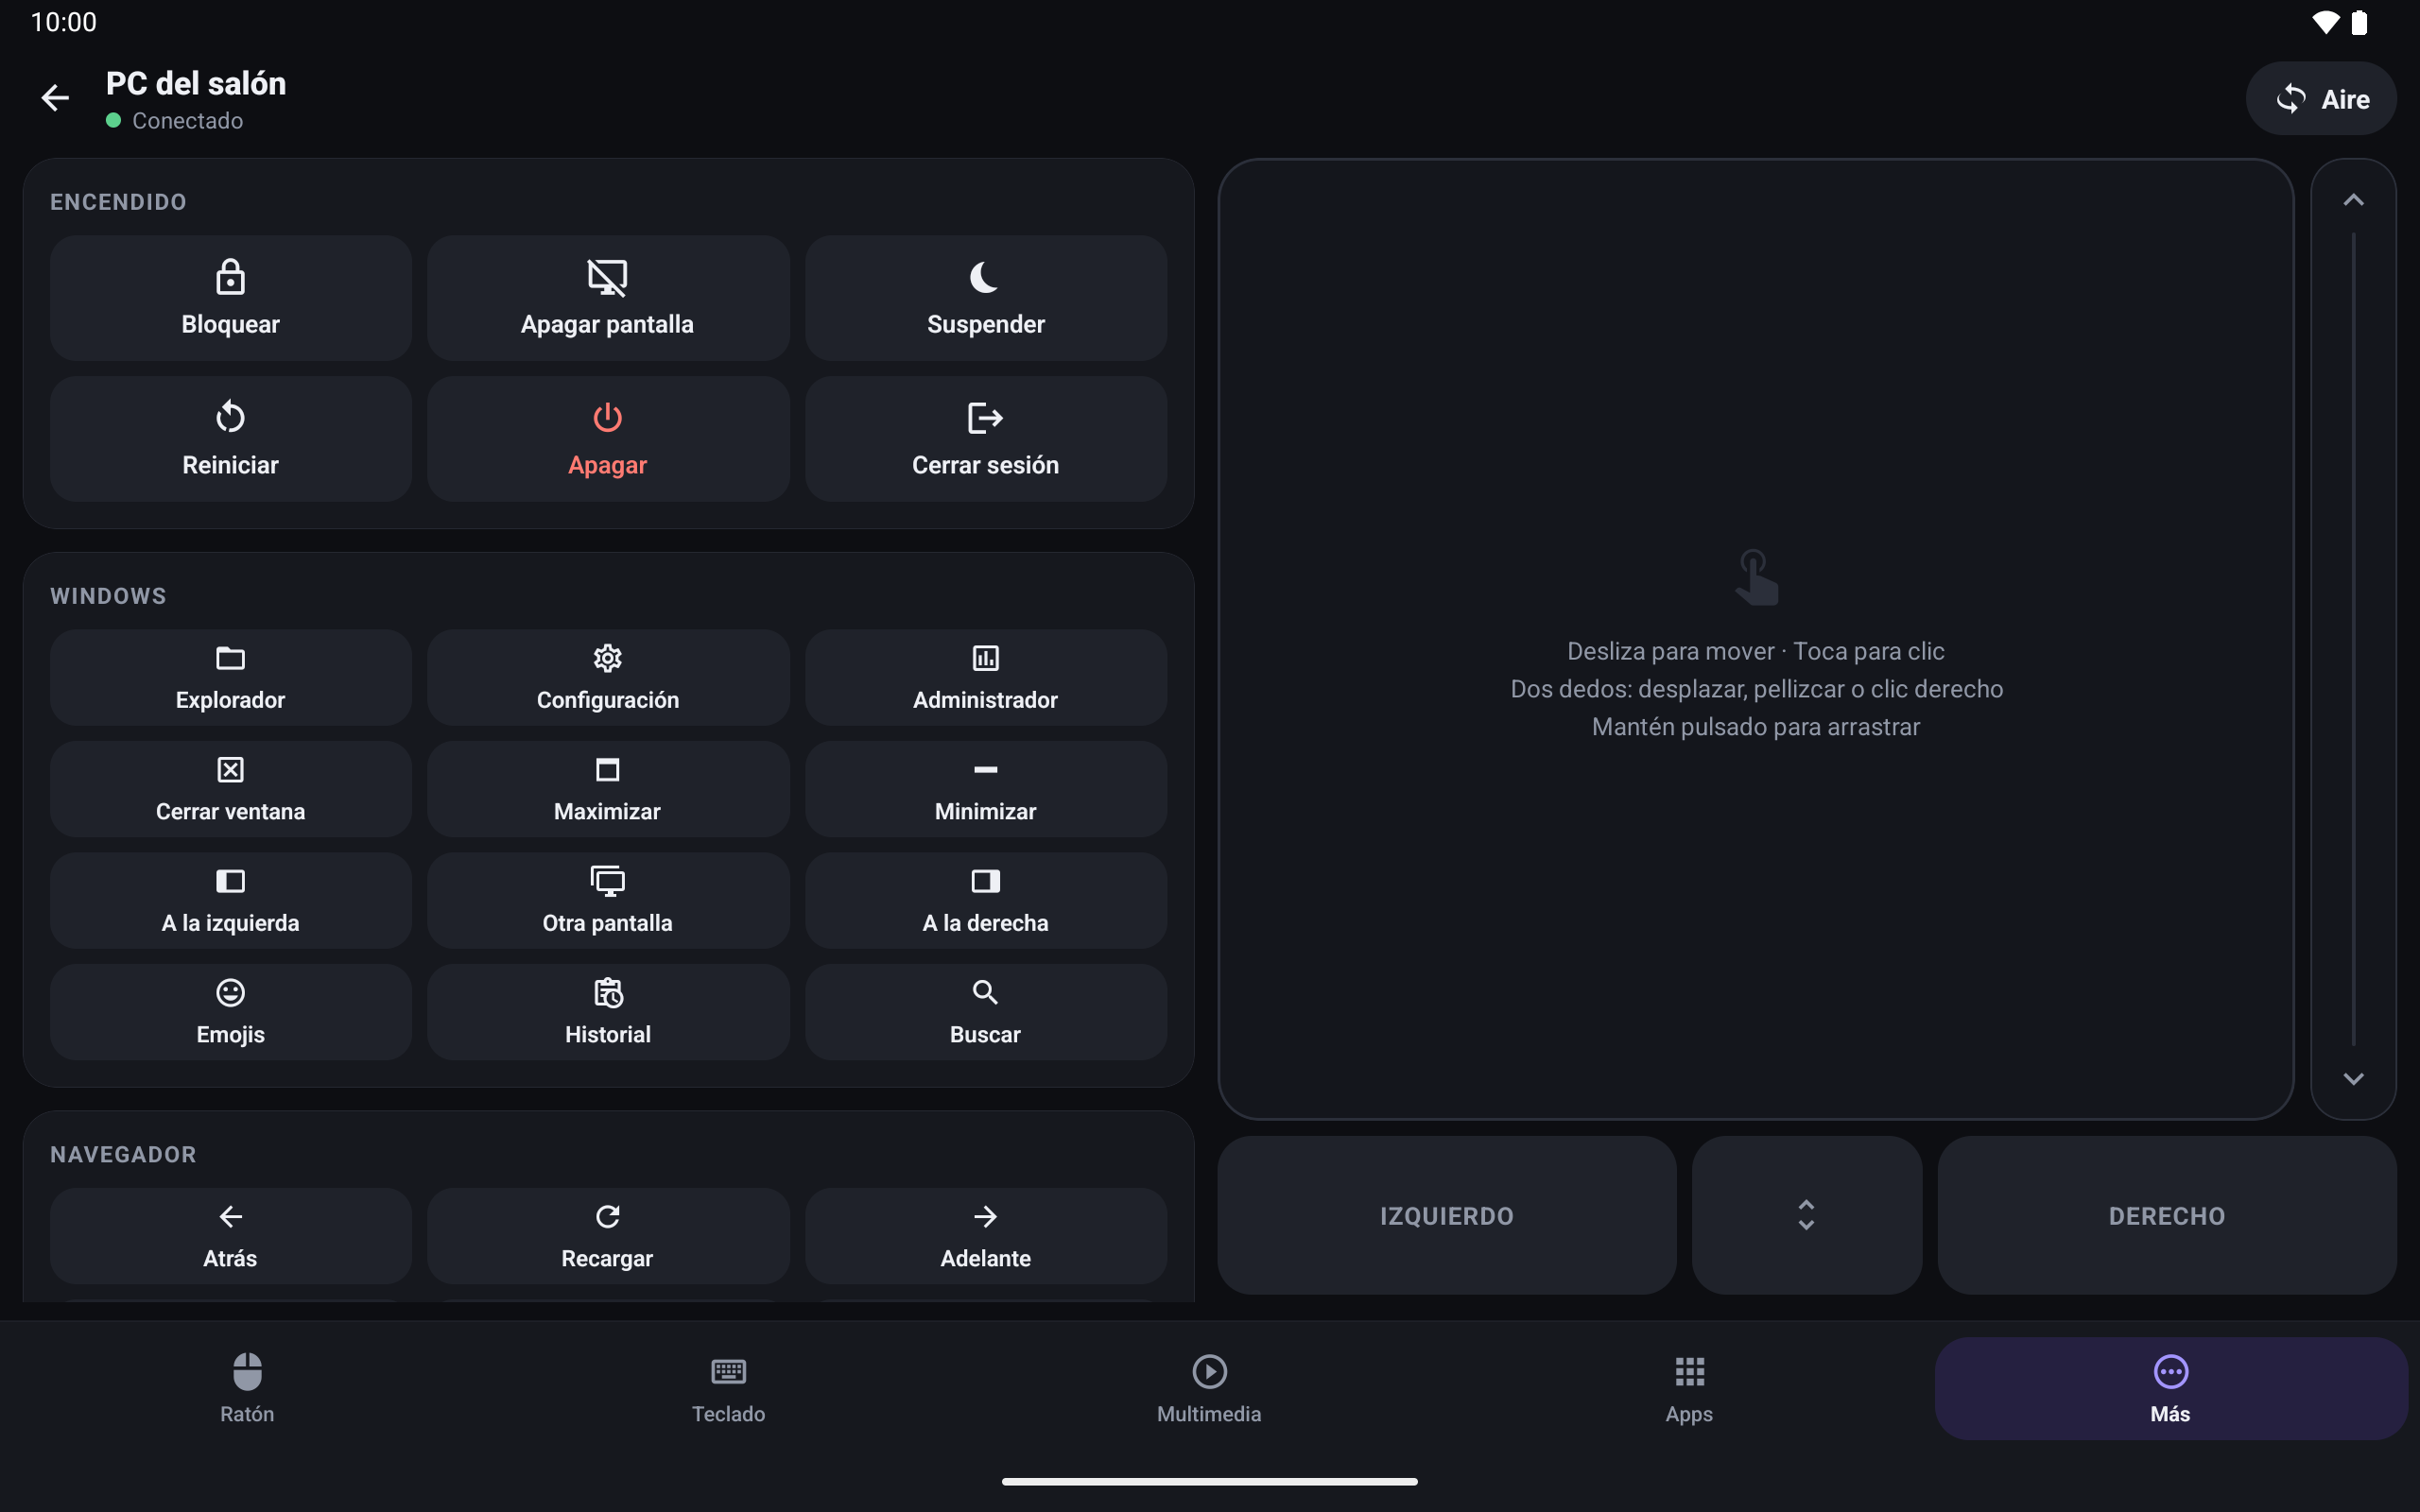 10:00
PC del salón
Conectado
Aire
ENCENDIDO
Bloquear
Apagar pantalla
Suspender
Reiniciar
Apagar
Cerrar sesión
WINDOWS
Explorador
Configuración
Administrador
Cerrar ventana
Maximizar
Minimizar
A la izquierda
Otra pantalla
A la derecha
Emojis
Historial
Buscar
NAVEGADOR
Atrás
Recargar
Adelante
Desliza para mover · Toca para clic
Dos dedos: desplazar, pellizcar o clic derecho
Mantén pulsado para arrastrar
IZQUIERDO
DERECHO
Ratón
Teclado
Multimedia
Apps
Más